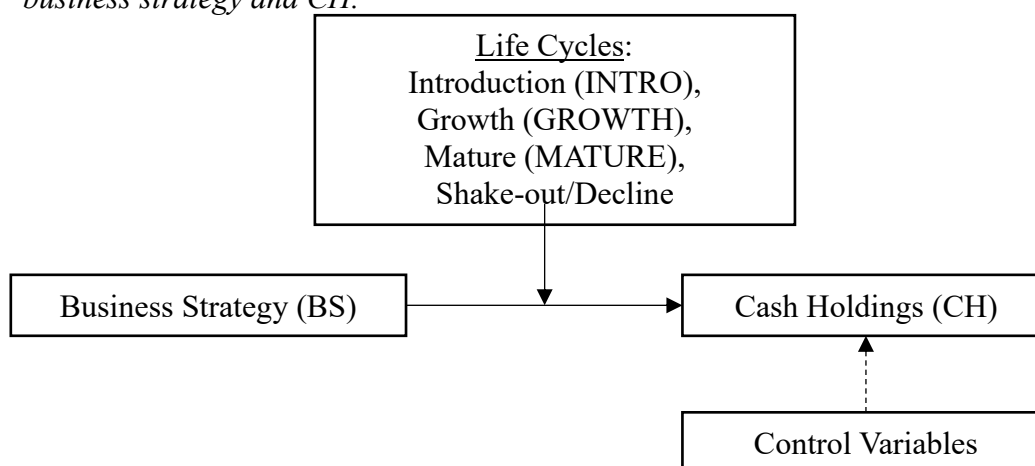 business strategy and CH.
Life Cycles:
Introduction (INTRO),
Growth (GROWTH),
Mature (MATURE),
Shake-out/Decline
Business Strategy (BS)
Cash Holdings (CH)
Control Variables